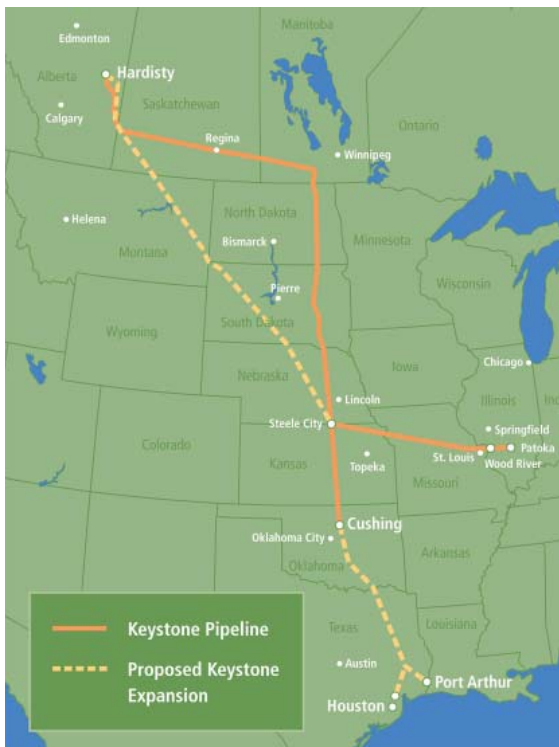 Edmonton
Manitoba
Hardisty
Alberta
Saskatchewan
Calgary
Ontario
Regina
Winnipeg
North Dakota
Helena
Minnesota
Bismarck
Montana
Pierre
Wisconsin
South Dakota
Wyoming
Iowa
Chicago
Nebraska
Lincoln
Illinois
Steele City
Springfield
Colorado
Patoka
St. Louis
Kansas
Topeka
Wood River
Missouri
Cushing
Oklahoma City
Arkansas
Oklahoma
Keystone Pipeline
Texas
Louisiana
Austin
Proposed Keystone
Expansion
Port Arthur
Houston